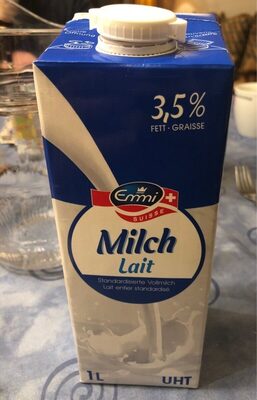 3,5%
FETT · GRAISSE
Emmi
SUISSE
Milch
Lait
Standardisierte Vollmilch
Lait entier standardisé
1L UHT